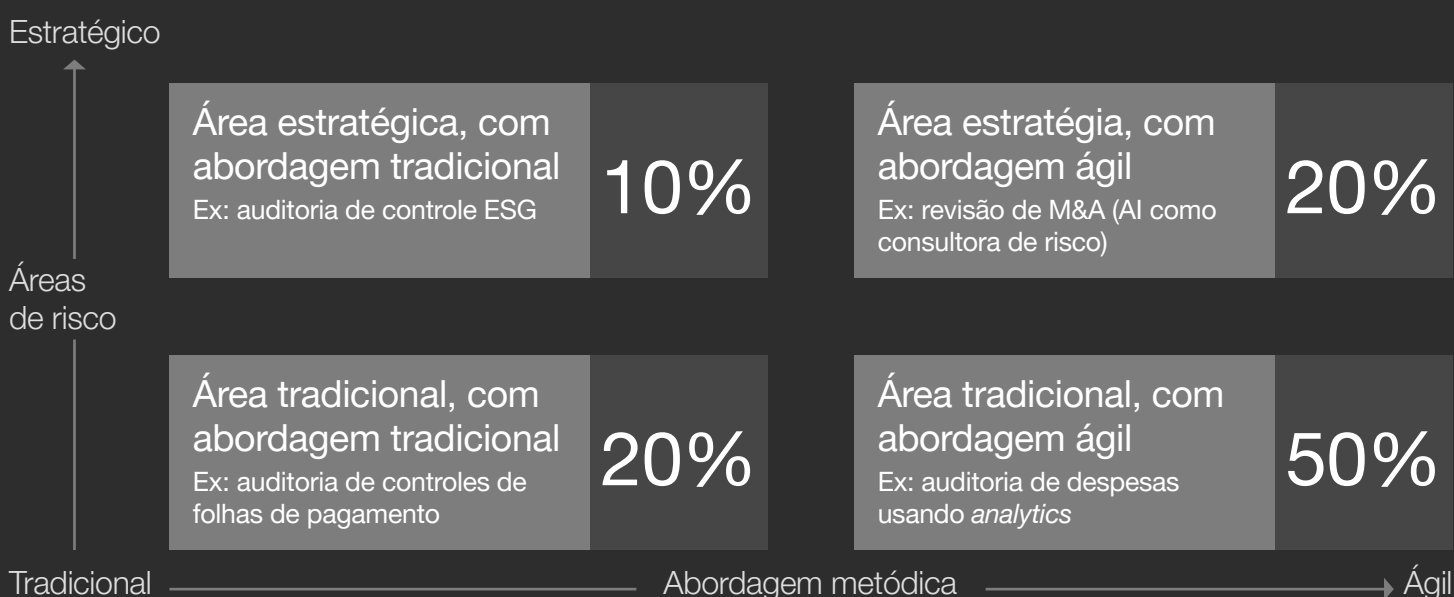 Estratégico
Área estratégica, com
abordagem tradicional
Ex: auditoria de controle ESG
10%
Área estratégia, com
abordagem ágil
Ex: revisão de M&A (AI como
consultora de risco)
20%
Áreas
de risco
Área tradicional, com
abordagem tradicional
Ex: auditoria de controles de
folhas de pagamento
20%
Área tradicional, com
abordagem ágil
Ex: auditoria de despesas
usando analytics
50%
Tradicional
Abordagem metódica
Ágil